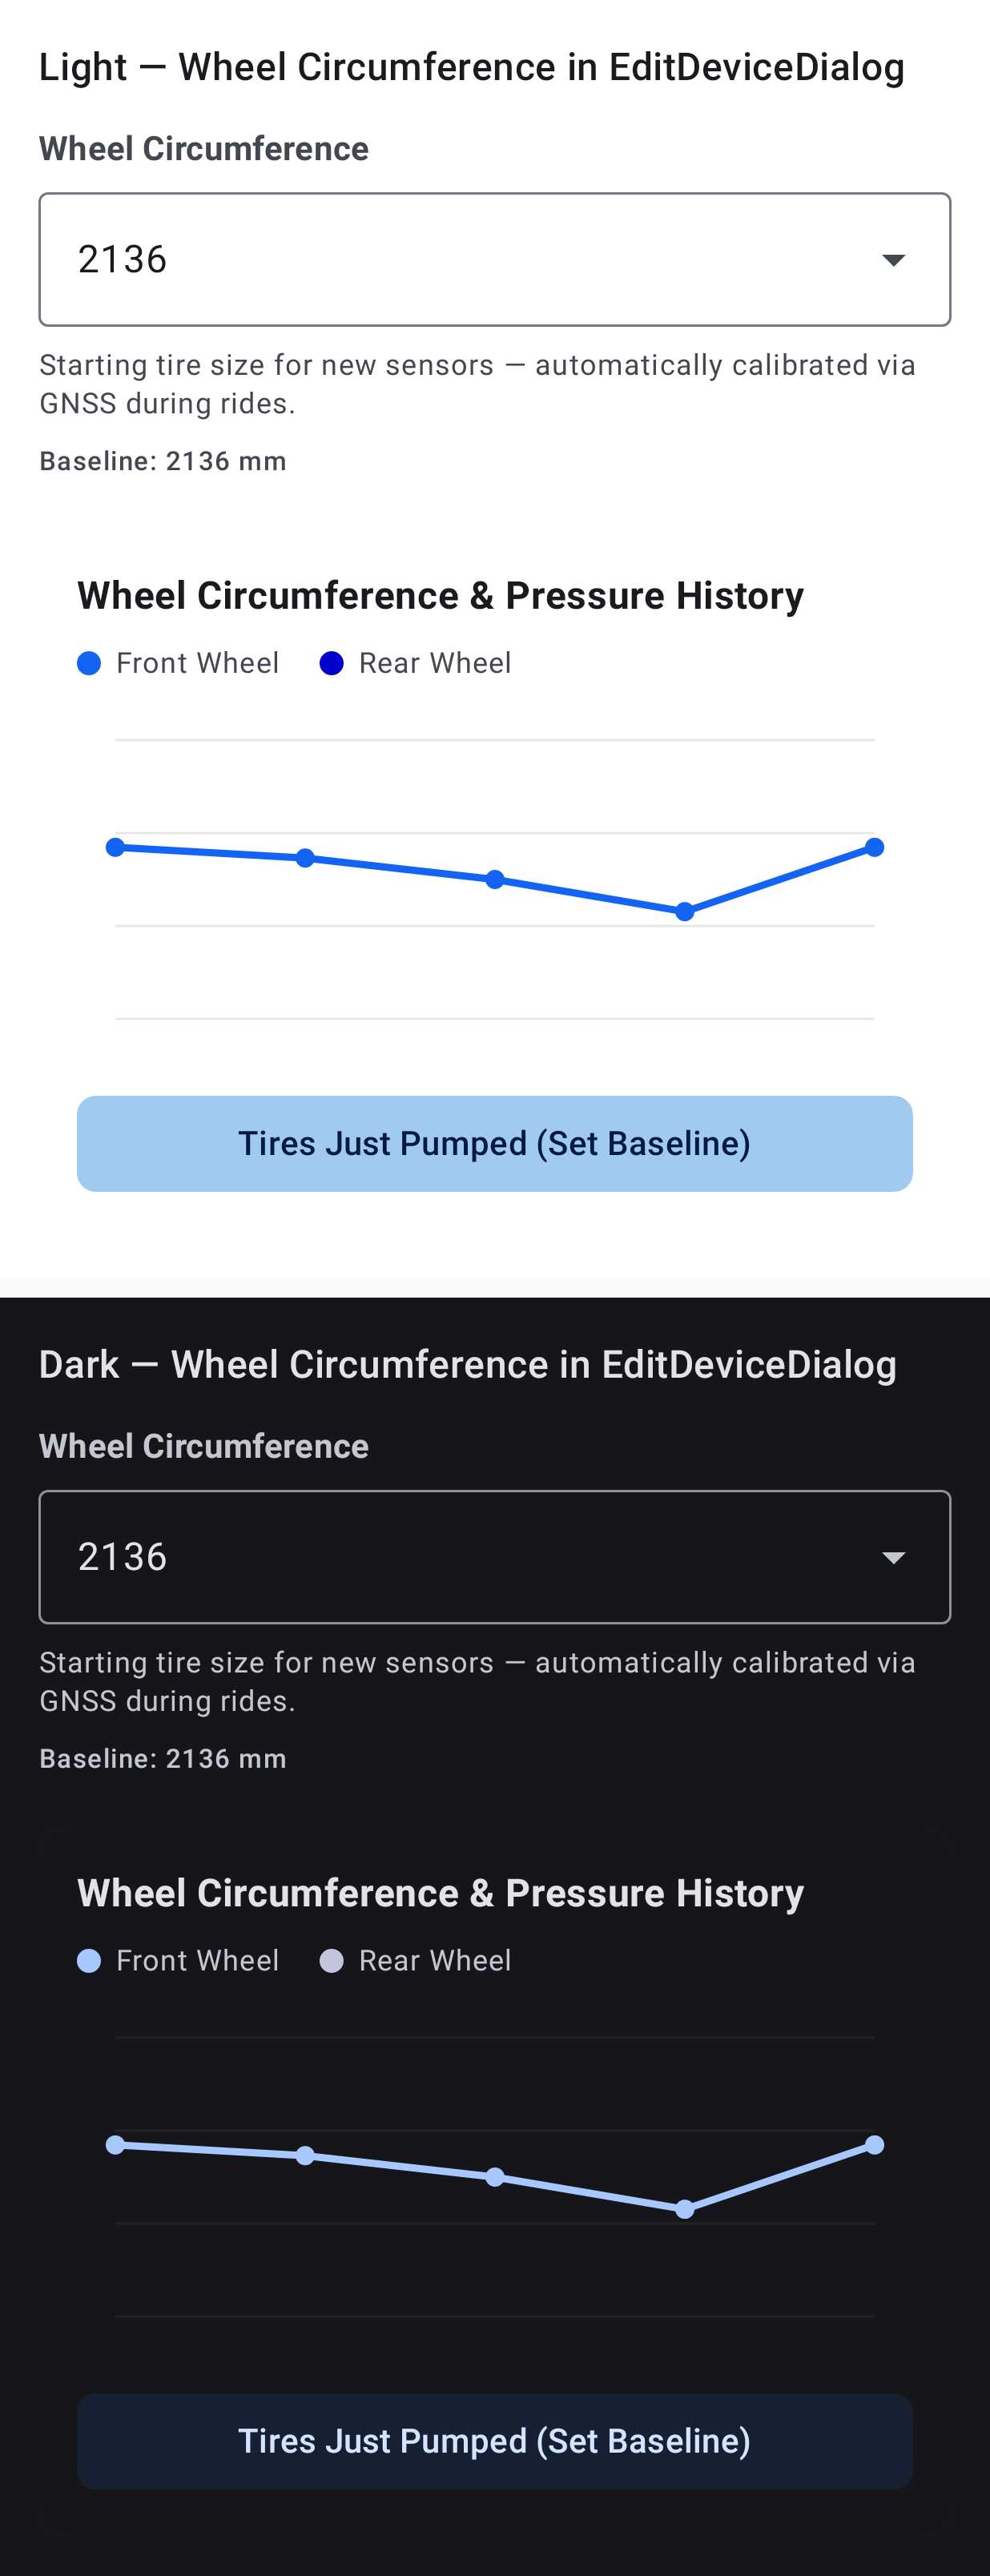 Light — Wheel Circumference in EditDeviceDialog
Wheel Circumference
2136
Starting tire size for new sensors — automatically calibrated via
GNSS during rides.
Baseline: 2136 mm
Wheel Circumference & Pressure History
Front Wheel Rear Wheel
Tires Just Pumped (Set Baseline)
Dark — Wheel Circumference in EditDeviceDialog
Wheel Circumference
2136
Starting tire size for new sensors — automatically calibrated via
GNSS during rides.
Baseline: 2136 mm
Wheel Circumference & Pressure History
Front Wheel Rear Wheel
Tires Just Pumped (Set Baseline)